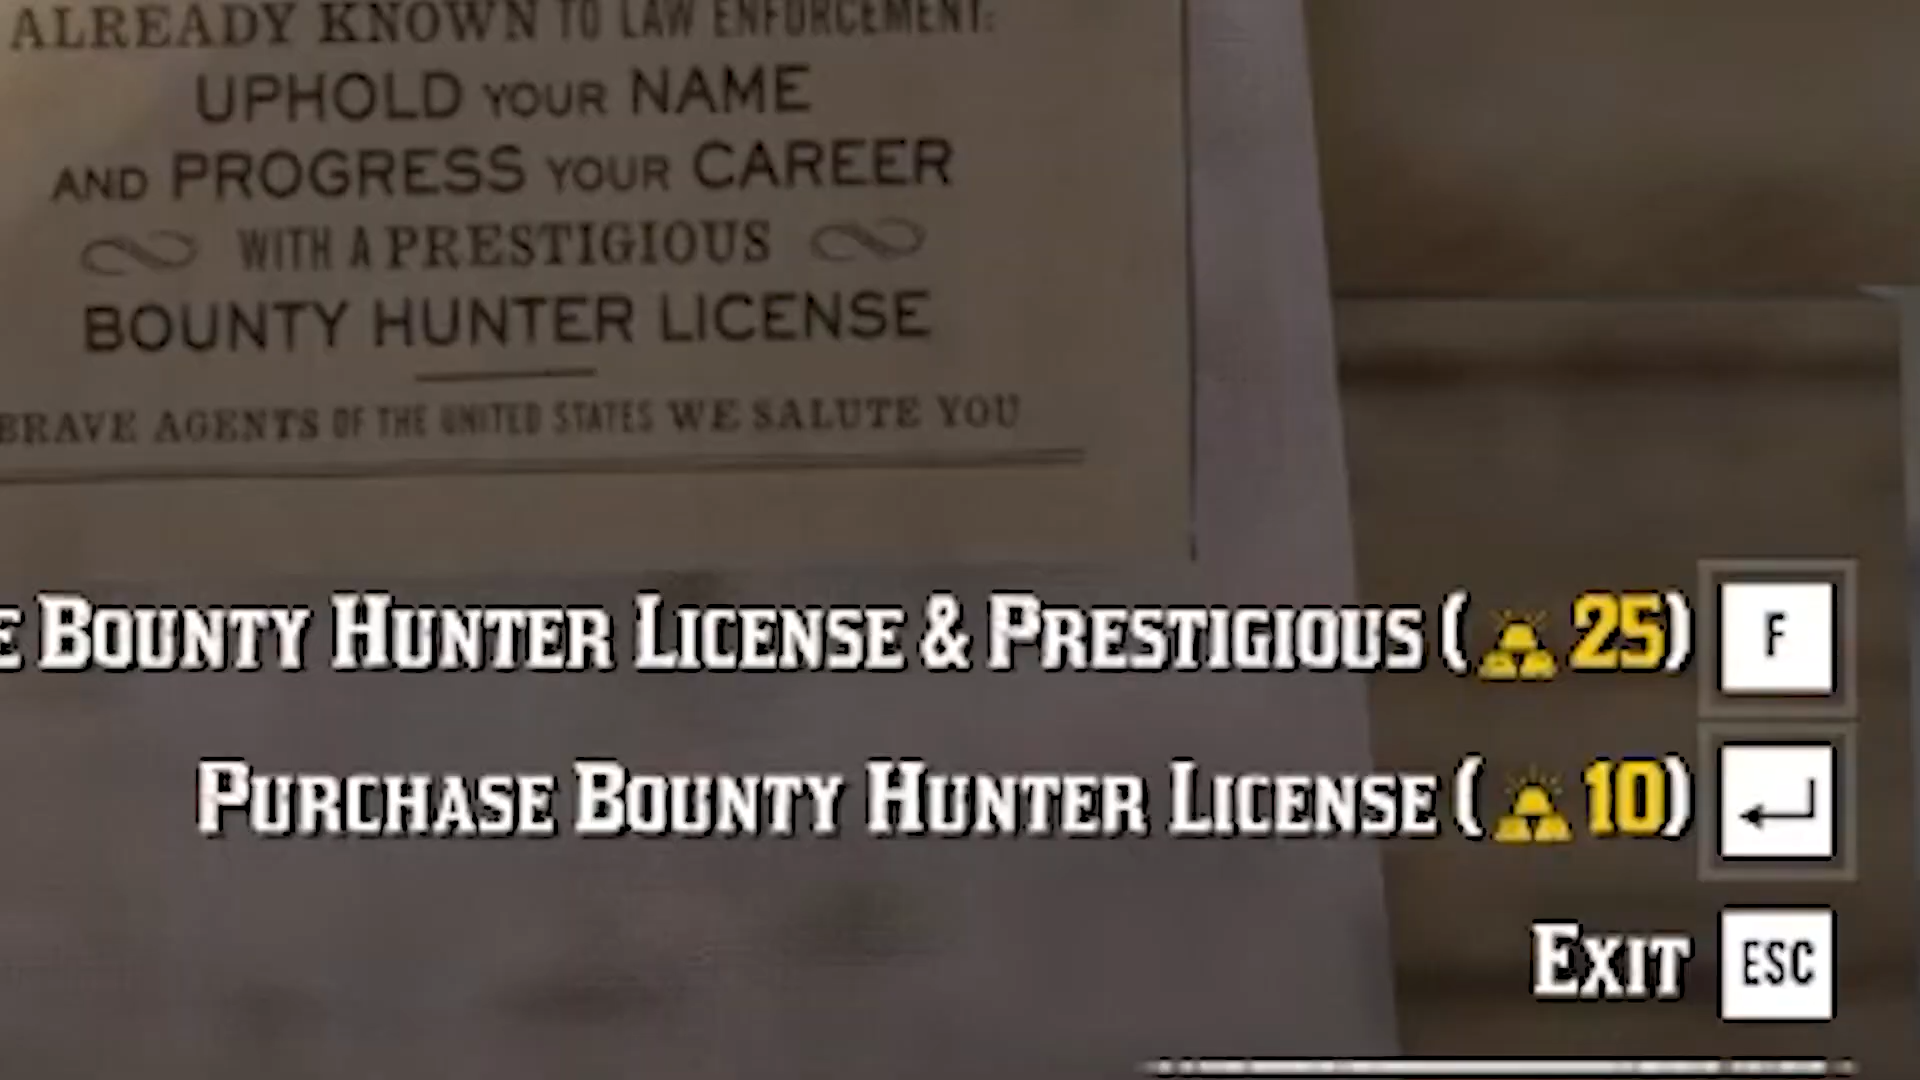 ALREADY KNOWN TO LAW ENFORCEMENT:
UPHOLD YOUR NAME
AND PROGRESS YOUR CAREER
WITH A PRESTIGIOUS
BOUNTY HUNTER LICENSE
BRAVE AGENTS OF THE UNITED STATES WE SALUTE YOU
E BOUNTY HUNTER LICENSE & PRESTIGIOUS (25) F
PURCHASE BOUNTY HUNTER LICENSE (10)
EXIT ESC